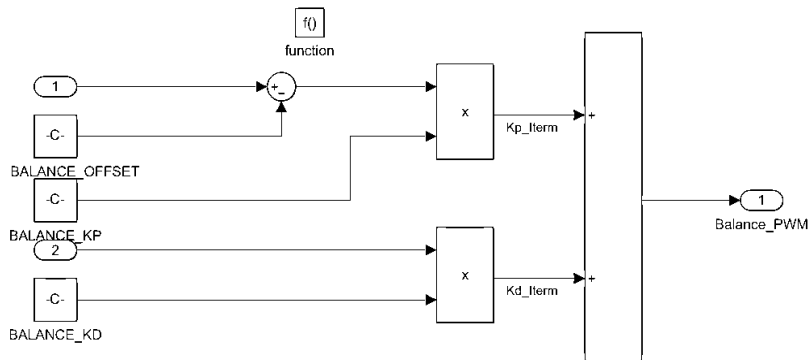 f()
function
1
+
-
-C-
BALANCE_OFFSET
x
Kp_Iterm
+
-C-
BALANCE_KP
1
Balance_PWM
2
x
Kd_Iterm
+
-C-
BALANCE_KD